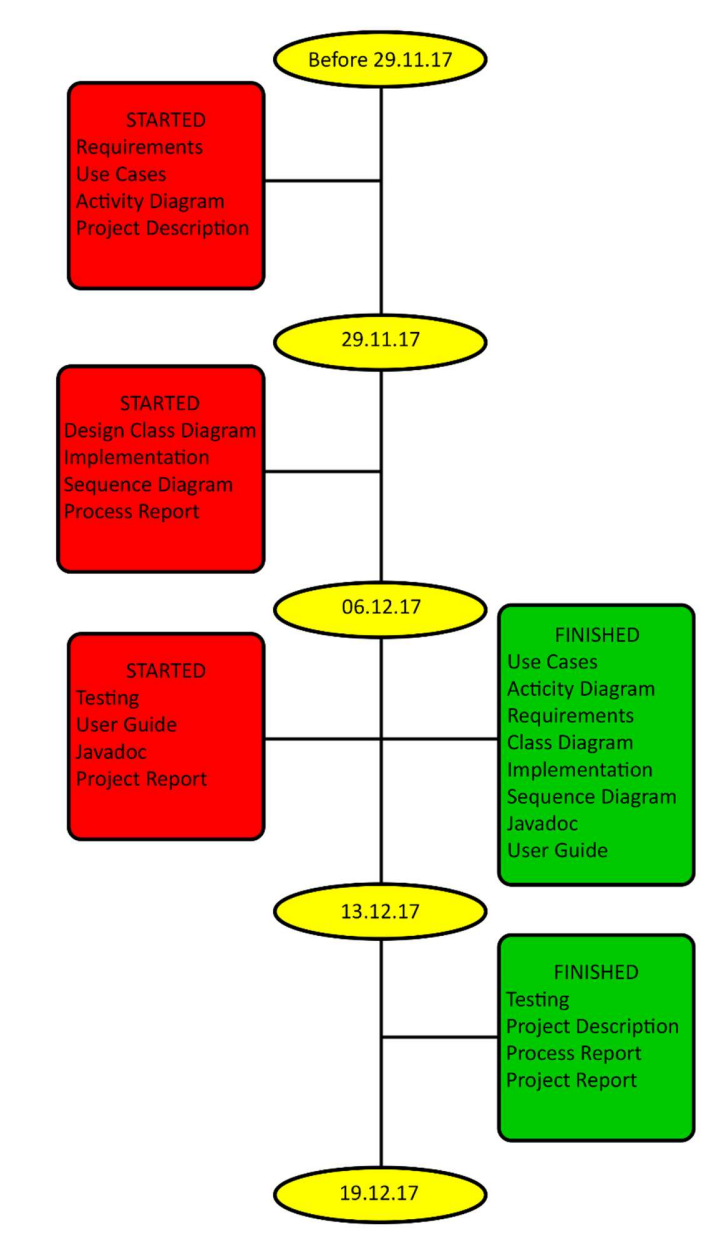 Before 29.11.17
STARTED
Requirements
Use Cases
Activity Diagram
Project Description
29.11.17
STARTED
Design Class Diagram
Implementation
Sequence Diagram
Process Report
06.12.17
STARTED
Testing
User Guide
Javadoc
Project Report
FINISHED
Use Cases
Acticity Diagram
Requirements
Class Diagram
Implementation
Sequence Diagram
Javadoc
User Guide
13.12.17
FINISHED
Testing
Project Description
Process Report
Project Report
19.12.17